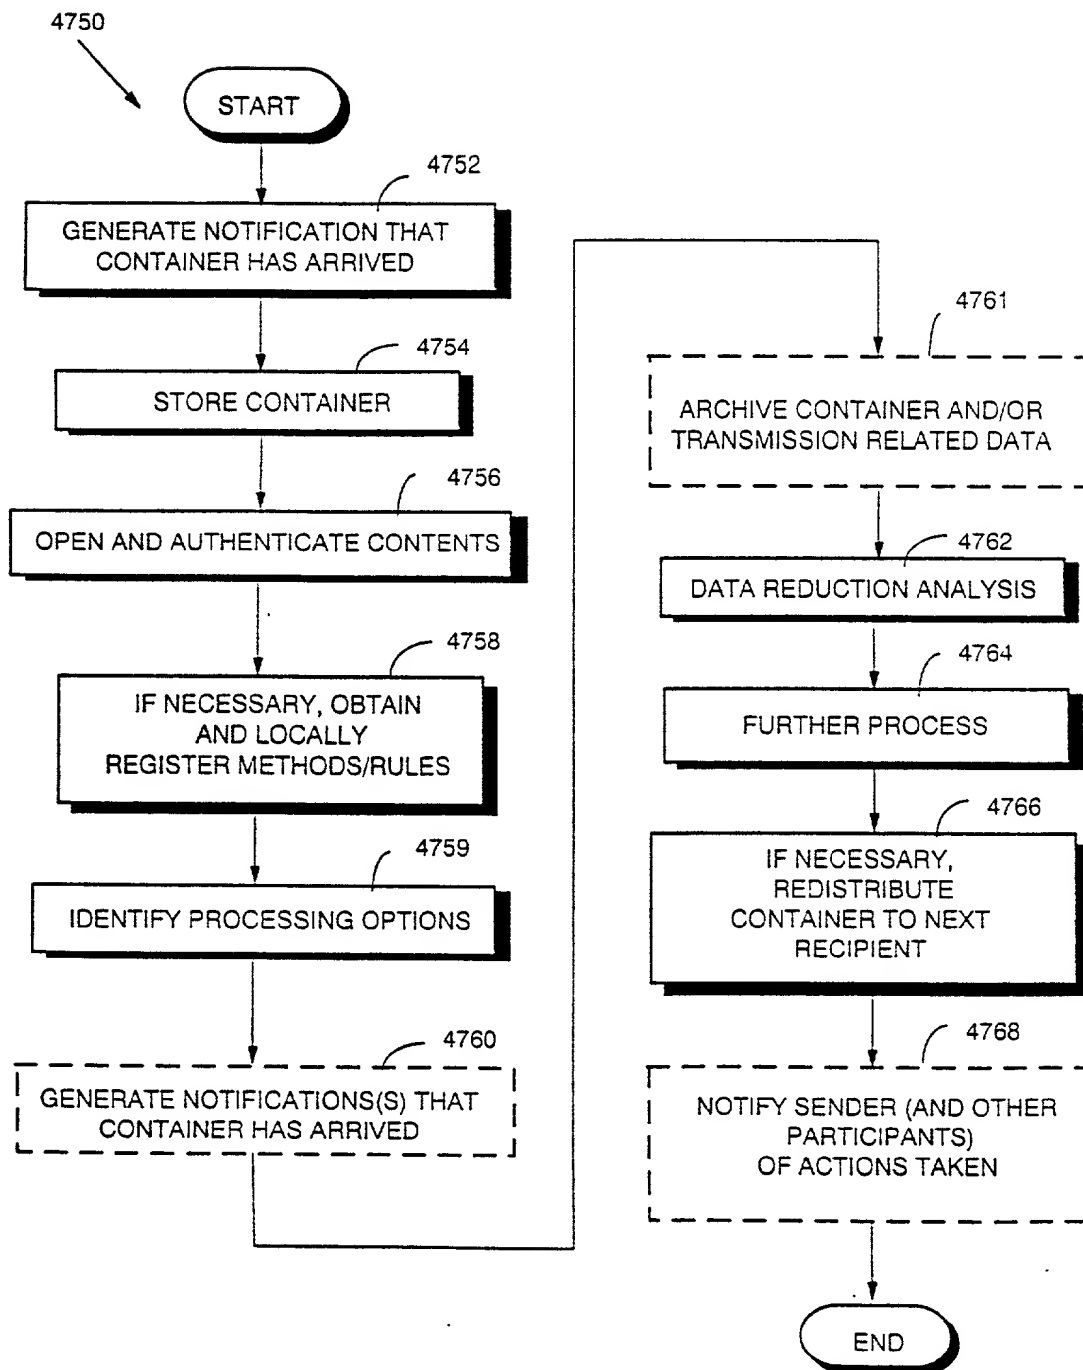 4750
START
4752
GENERATE NOTIFICATION THAT
CONTAINER HAS ARRIVED
4754
STORE CONTAINER
4756
OPEN AND AUTHENTICATE CONTENTS
4758
IF NECESSARY, OBTAIN
AND LOCALLY
REGISTER METHODS/RULES
4759
IDENTIFY PROCESSING OPTIONS
4760
GENERATE NOTIFICATIONS(S) THAT
CONTAINER HAS ARRIVED
4761
ARCHIVE CONTAINER AND/OR
TRANSMISSION RELATED DATA
4762
DATA REDUCTION ANALYSIS
4764
FURTHER PROCESS
4766
IF NECESSARY,
REDISTRIBUTE
CONTAINER TO NEXT
RECIPIENT
4768
NOTIFY SENDER (AND OTHER
PARTICIPANTS)
OF ACTIONS TAKEN
END